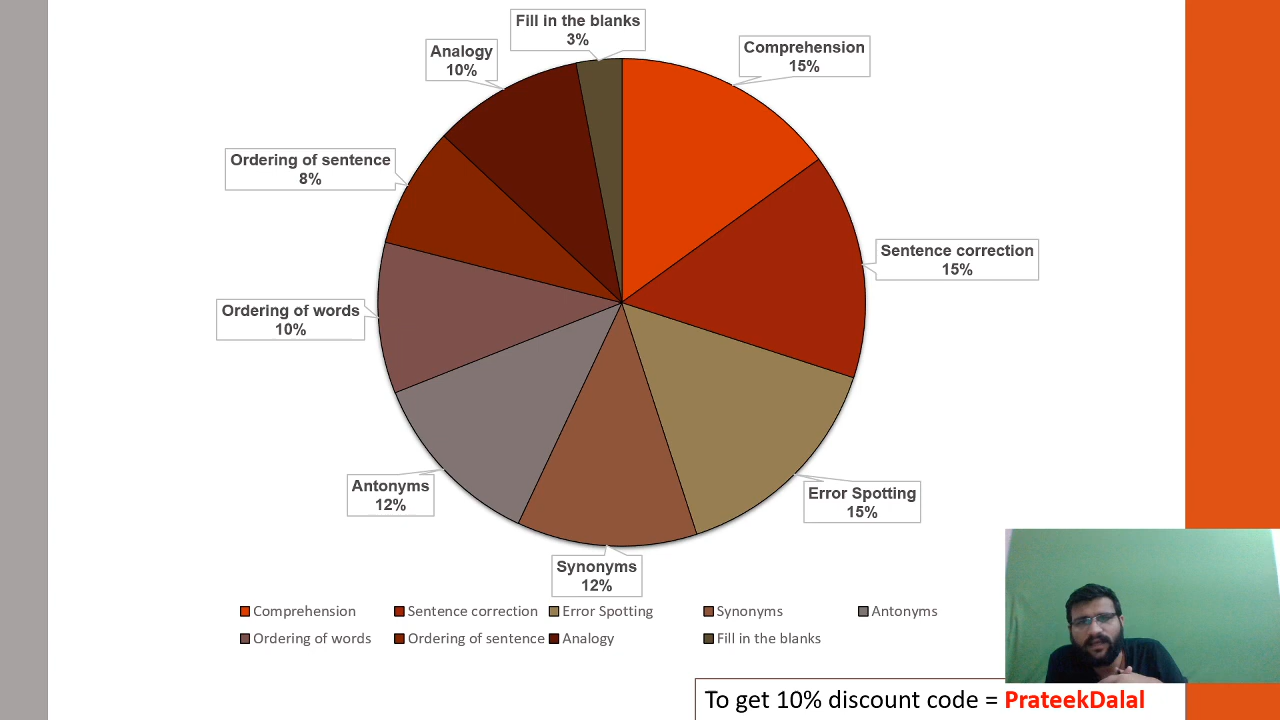 Fill in the blanks
3%
Analogy
10%
Comprehension
15%
Ordering of sentence
8%
Sentence correction
15%
Ordering of words
10%
Antonyms
12%
Error Spotting
15%
Synonyms
12%
Comprehension Sentence correction Error Spotting Synonyms Antonyms
Ordering of words Ordering of sentence Analogy Fill in the blanks
To get 10% discount code = PrateekDalal